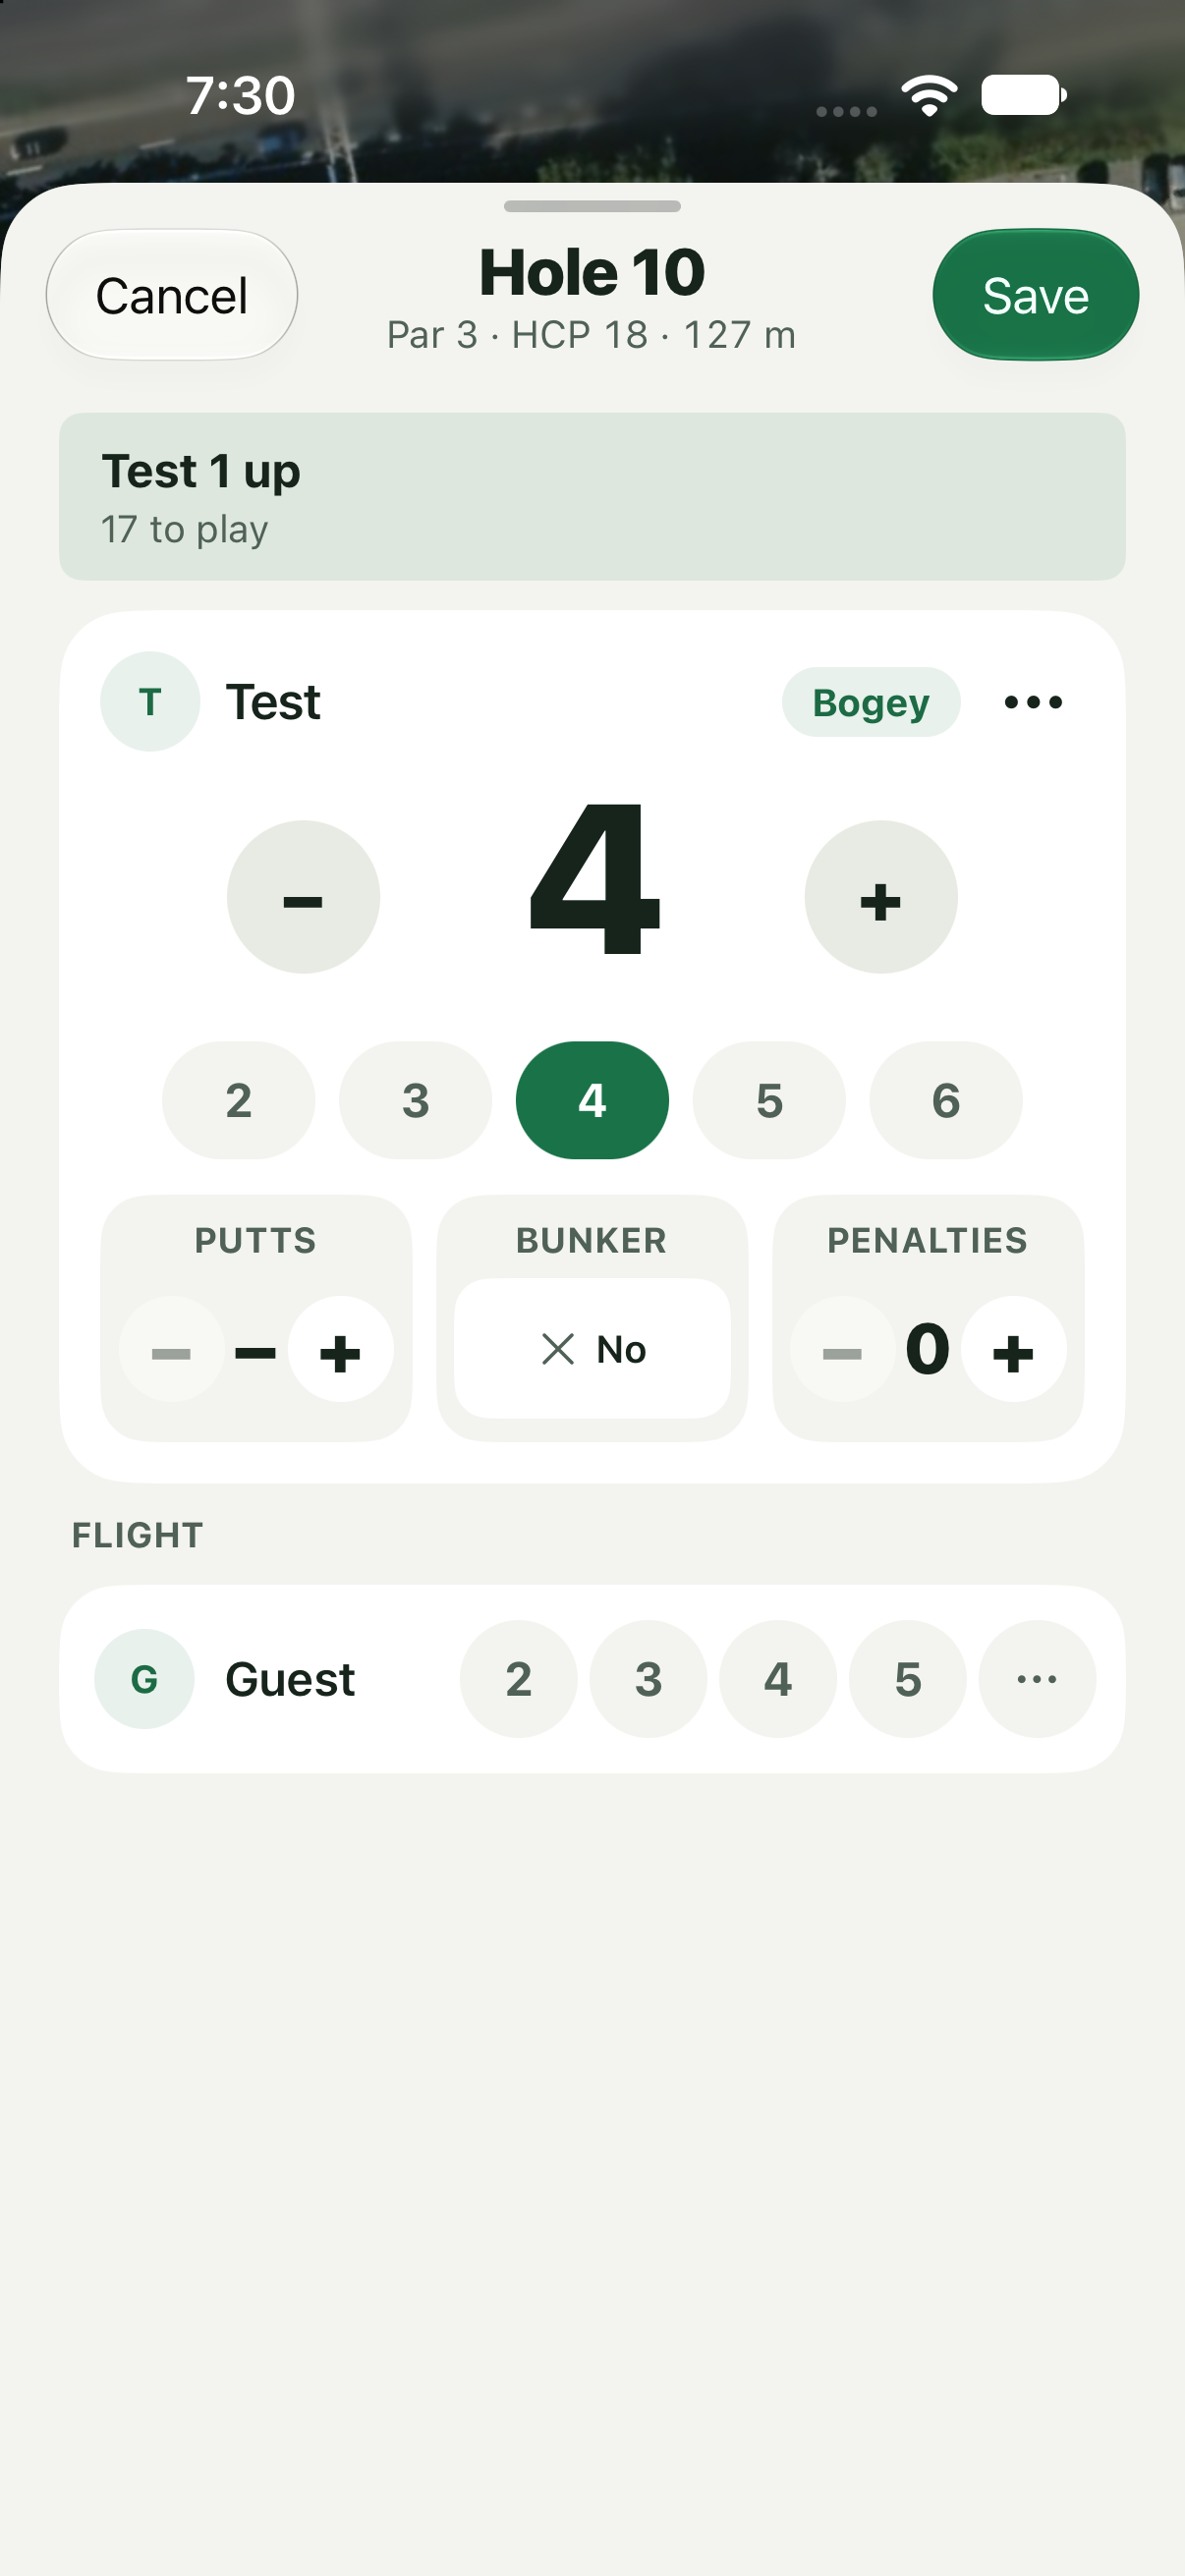 7:30
Cancel
Hole 10
Save
Par 3 · HCP 18 · 127 m
Test 1 up
17 to play
T
Test
Bogey
•••
– 4 +
2 3 4 5 6
PUTTS BUNKER PENALTIES
– – + No – 0 +
FLIGHT
G Guest 2 3 4 5 ···